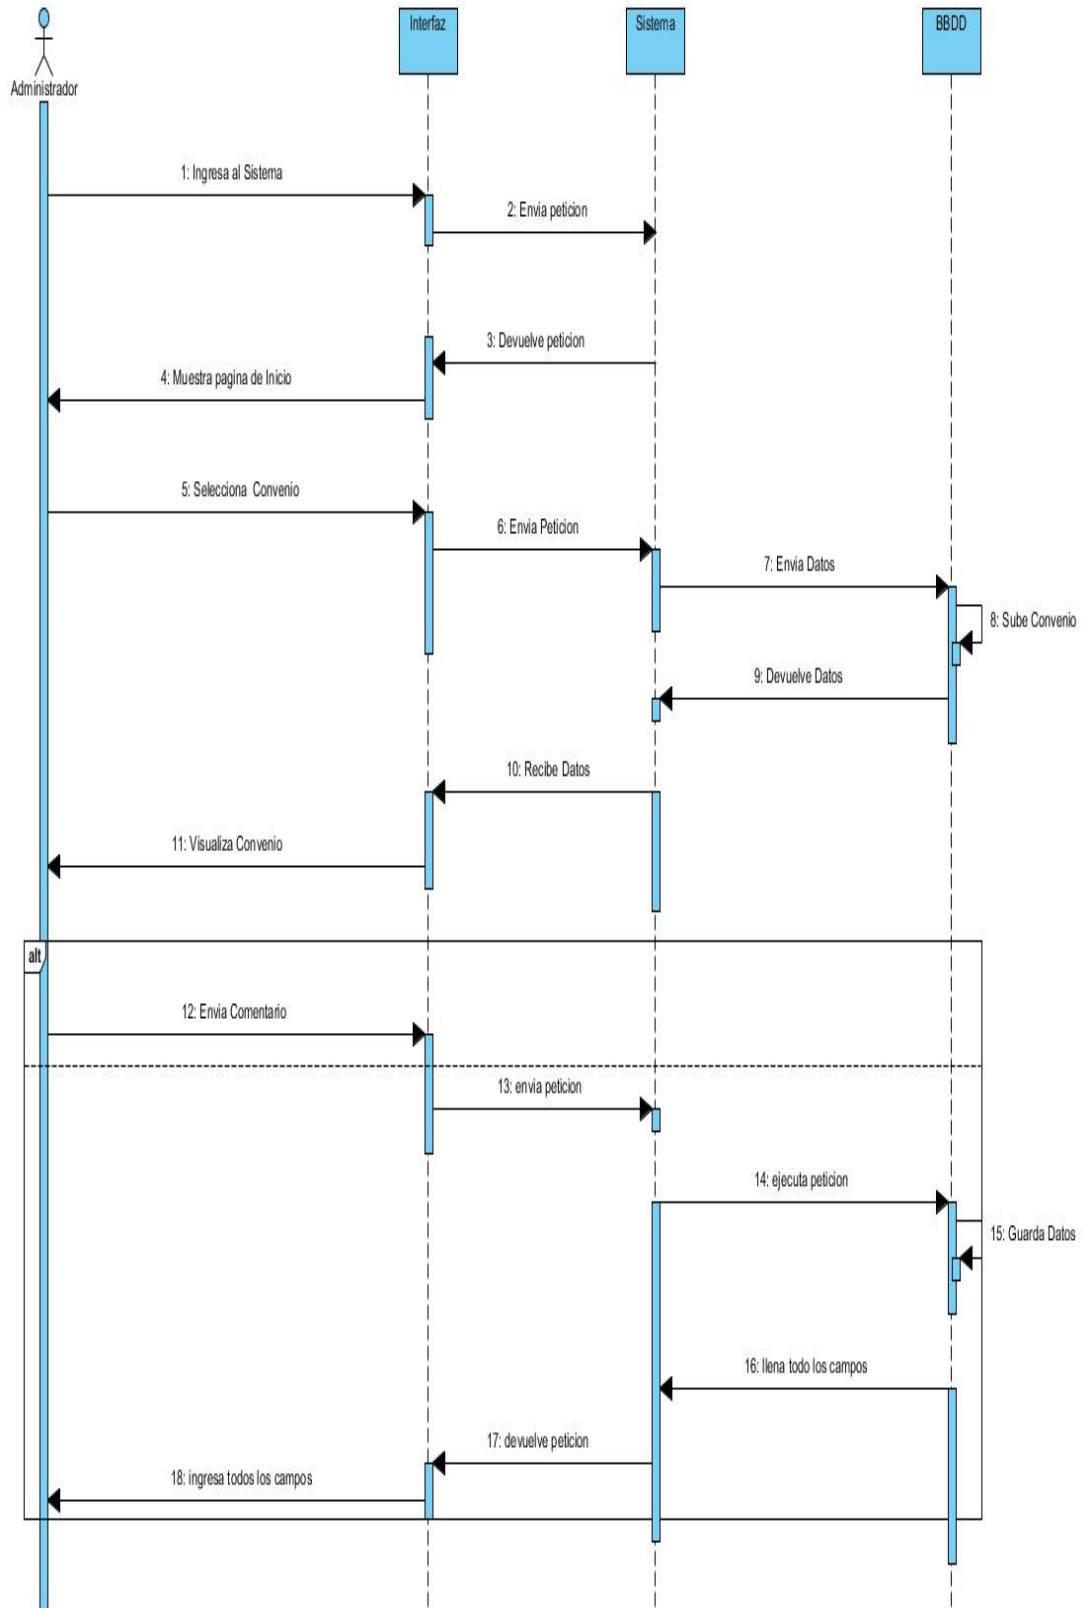 Interfaz
Sistema
BBDD
Administrador
1: Ingresa al Sistema
2: Envia peticion
3: Devuelve peticion
4: Muestra pagina de Inicio
5: Selecciona Convenio
6: Envia Peticion
7: Envia Datos
8: Sube Convenio
9: Devuelve Datos
10: Recibe Datos
11: Visualiza Convenio
alt
12: Envia Comentario
13: envia peticion
14: ejecuta peticion
15: Guarda Datos
16: llena todo los campos
17: devuelve peticion
18: ingresa todos los campos